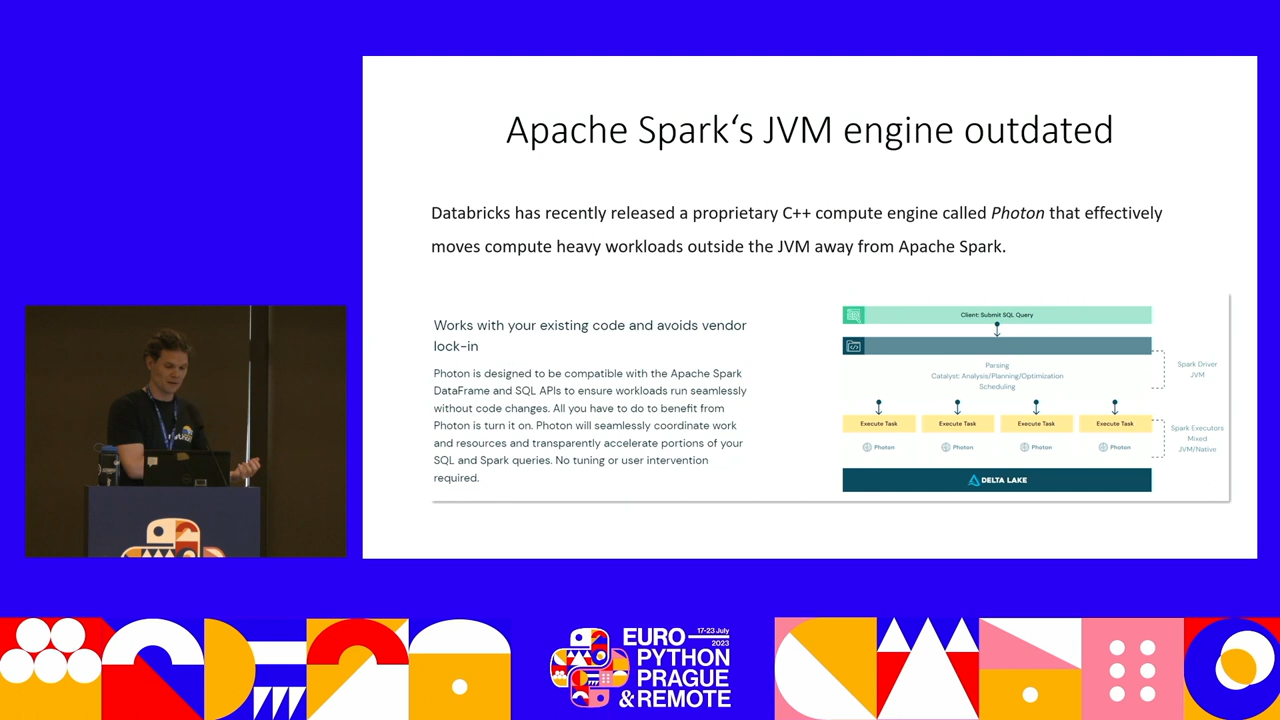 Apache Spark‘s JVM engine outdated
Databricks has recently released a proprietary C++ compute engine called Photon that effectively
moves compute heavy workloads outside the JVM away from Apache Spark.
Works with your existing code and avoids vendor
lock-in
Photon is designed to be compatible with the Apache Spark
DataFrame and SQL APIs to ensure workloads run seamlessly
without code changes. All you have to do to benefit from
Photon is turn it on. Photon will seamlessly coordinate work
and resources and transparently accelerate portions of your
SQL and Spark queries. No tuning or user intervention
required.
Client: Submit SQL Query
Parsing
Catalyst: Analysis/Planning/Optimization
Scheduling
Spark Driver
JVM
Execute Task
Execute Task
Execute Task
Execute Task
Photon
Photon
Photon
Photon
Spark Executors
Mixed
JVM/Native
DELTA LAKE
EURO
17-23 July
2023
PYTHON
PRAGUE
& REMOTE